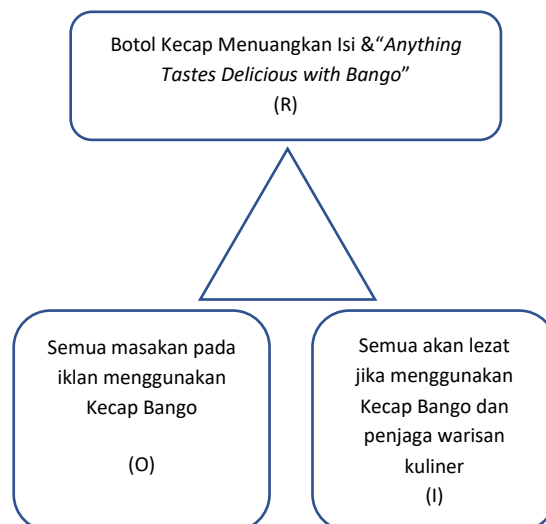 Botol Kecap Menuangkan Isi &“Anything
Tastes Delicious with Bango”
(R)
Semua masakan pada
iklan menggunakan
Kecap Bango
(O)
Semua akan lezat
jika menggunakan
Kecap Bango dan
penjaga warisan
kuliner
(I)